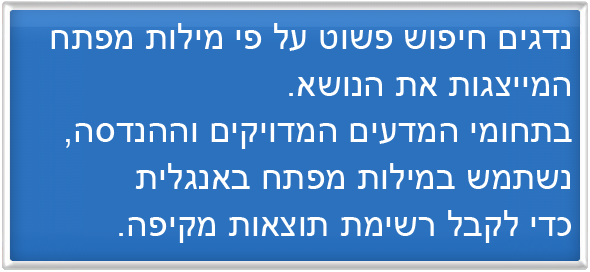 נדגים חיפוש פשוט על פי מילות מפתח
המייצגות את הנושא.
בתחומי המדעים המדויקים וההנדסה,
נשתמש במילות מפתח באנגלית
כדי לקבל רשימת תוצאות מקיפה.